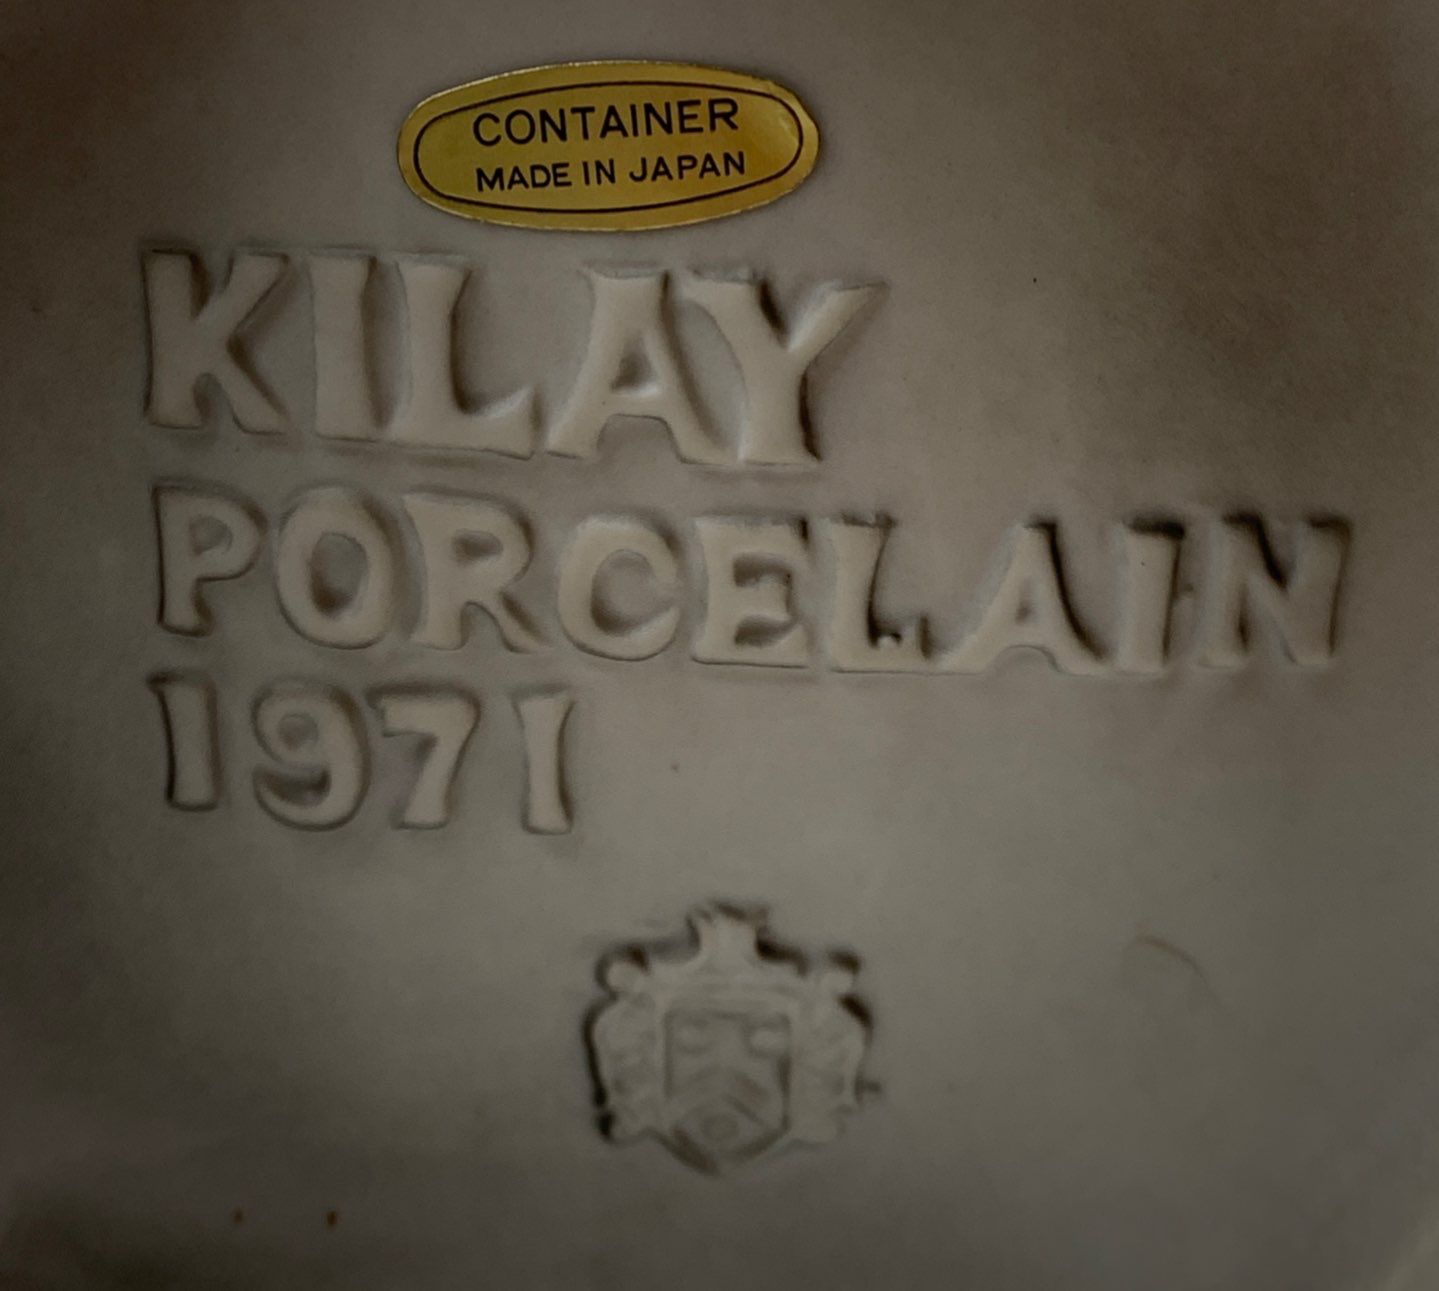 CONTAINER
MADE IN JAPAN
KILAY
PORCELAIN
1971